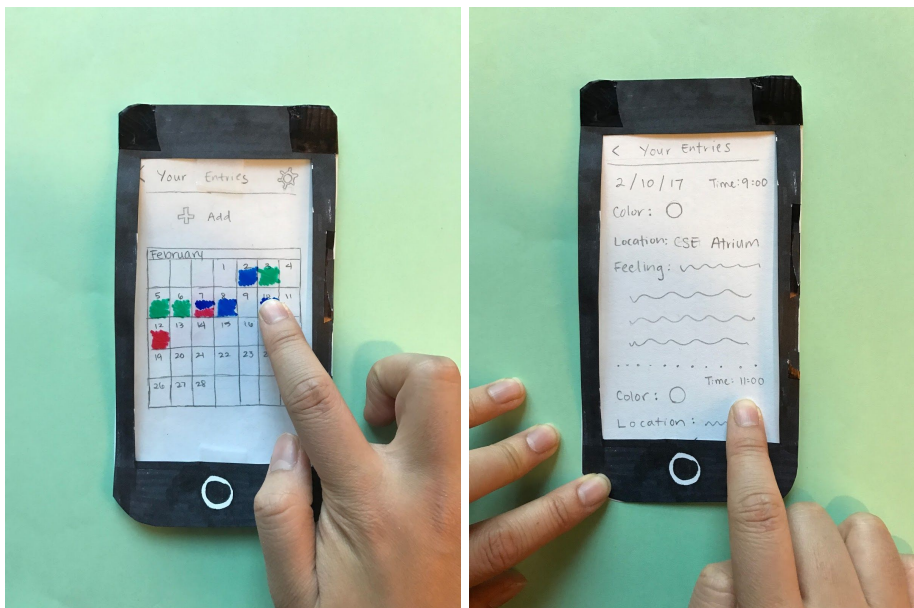 < Your Entries
Add
February
1 2 3 4
5 6 7 8 9 10 11
12 13 14 15 16
19 20 21 22 23
26 27 28
< Your Entries
2/10/17 Time: 9:00
Color:
Location: CSE Atrium
Feeling:
Time: 11:00
Color:
Location: